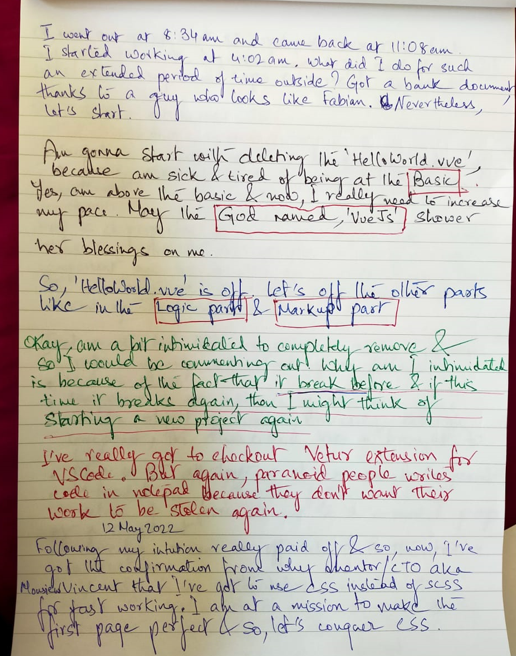 I went out at 8:34 am and came back at 11:08 am.
I started working at 4:02 am. What did I do for such
an extended period of time outside? Got a bank document,
thanks to a guy who looks like Fabian. Nevertheless,
let's start.
Am gonna start with deleting the 'HelloWorld.vue',
because am sick & tired of being at the Basic.
Yes, am above the basic & now, I really need to increase
my pace. May the God named, 'VueJs' shower
her blessings on me.
So, 'HelloWorld.vue' is off, let's off the other parts
like in the Logic part & Markup part
Okay, am a bit intimidated to completely remove &
so I would be commenting out why am I intimidated
is because of the fact that it break before & if this
time it breaks again, then I might think of
starting a new project again
I've really got to checkout Vetur extension for
VSCode. But again, paranoid people writes
code in notepad because they don't want their
work to be stolen again.
12 May 2022
Following my intution really paid off & so, now, I've
got the confirmation from why mentor/CTO aka
Monsieur Vincent that I've got to use css instead of scss
for fast working. I am at a mission to make the
first page perfect & so, let's conquer css.